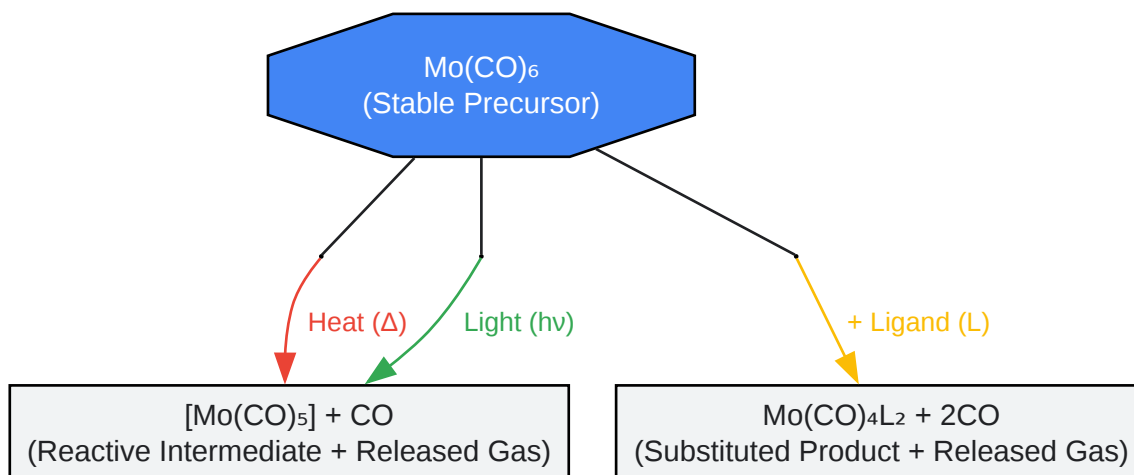 Mo(CO)₆
(Stable Precursor)
Heat (Δ)
Light (hν)
+ Ligand (L)
[Mo(CO)₅] + CO
(Reactive Intermediate + Released Gas)
Mo(CO)₄L₂ + 2CO
(Substituted Product + Released Gas)